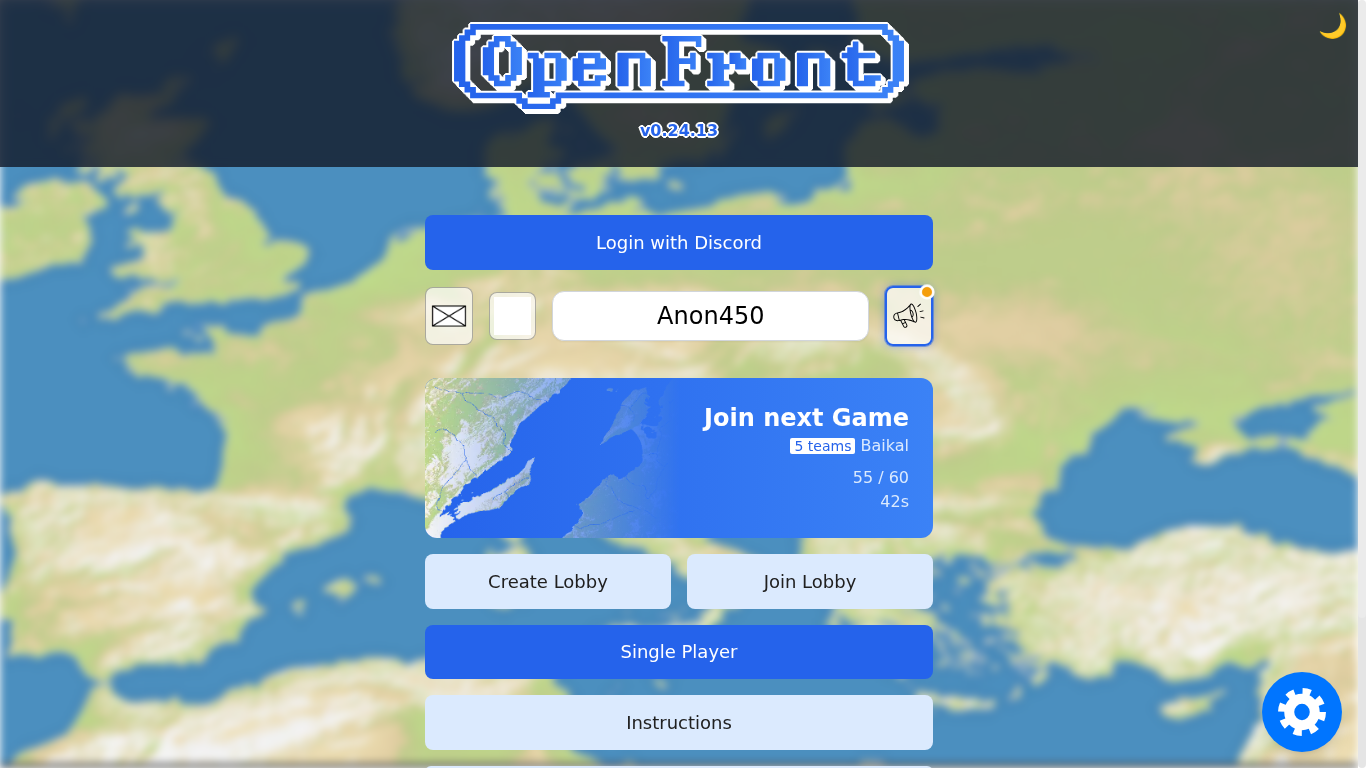 OpenFront
v0.24.13
Login with Discord
Anon450
Join next Game
5 teams Baikal
55 / 60
42s
Create Lobby
Join Lobby
Single Player
Instructions